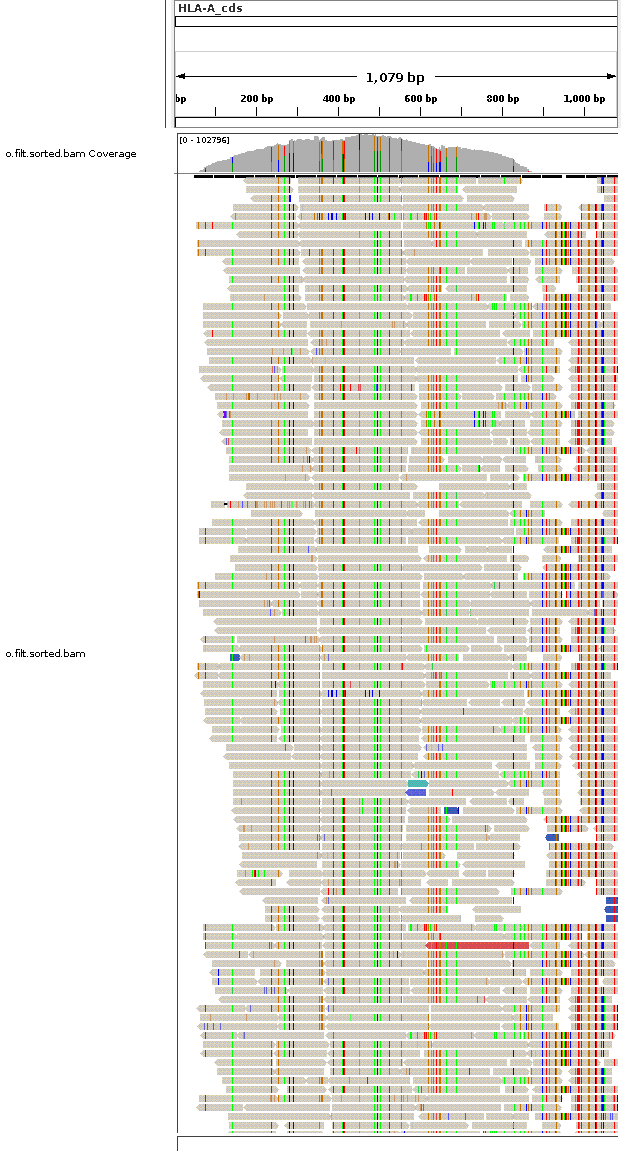 HLA-A_cds
1,079 bp
bp 200 bp 400 bp 600 bp 800 bp 1,000 bp
[0 - 102796]
o.filt.sorted.bam Coverage
o.filt.sorted.bam